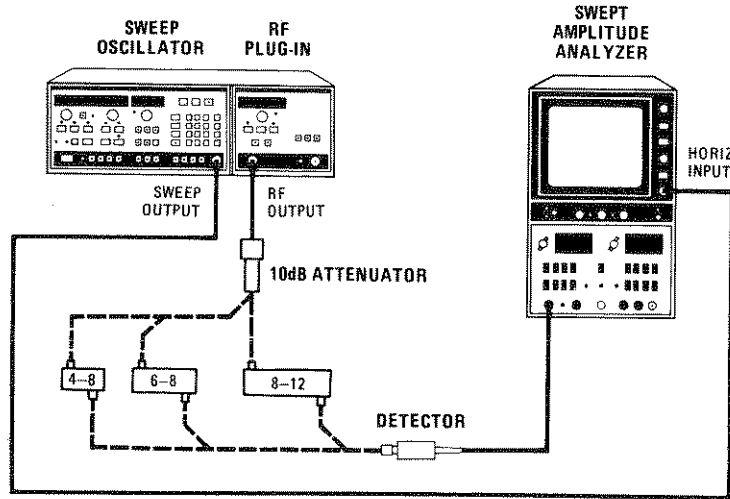 SWEEP
OSCILLATOR
RF
PLUG-IN
SWEPT
AMPLITUDE
ANALYZER
HORIZ
INPUT
SWEEP
OUTPUT
RF
OUTPUT
10dB ATTENUATOR
4–8
6–8
8–12
DETECTOR